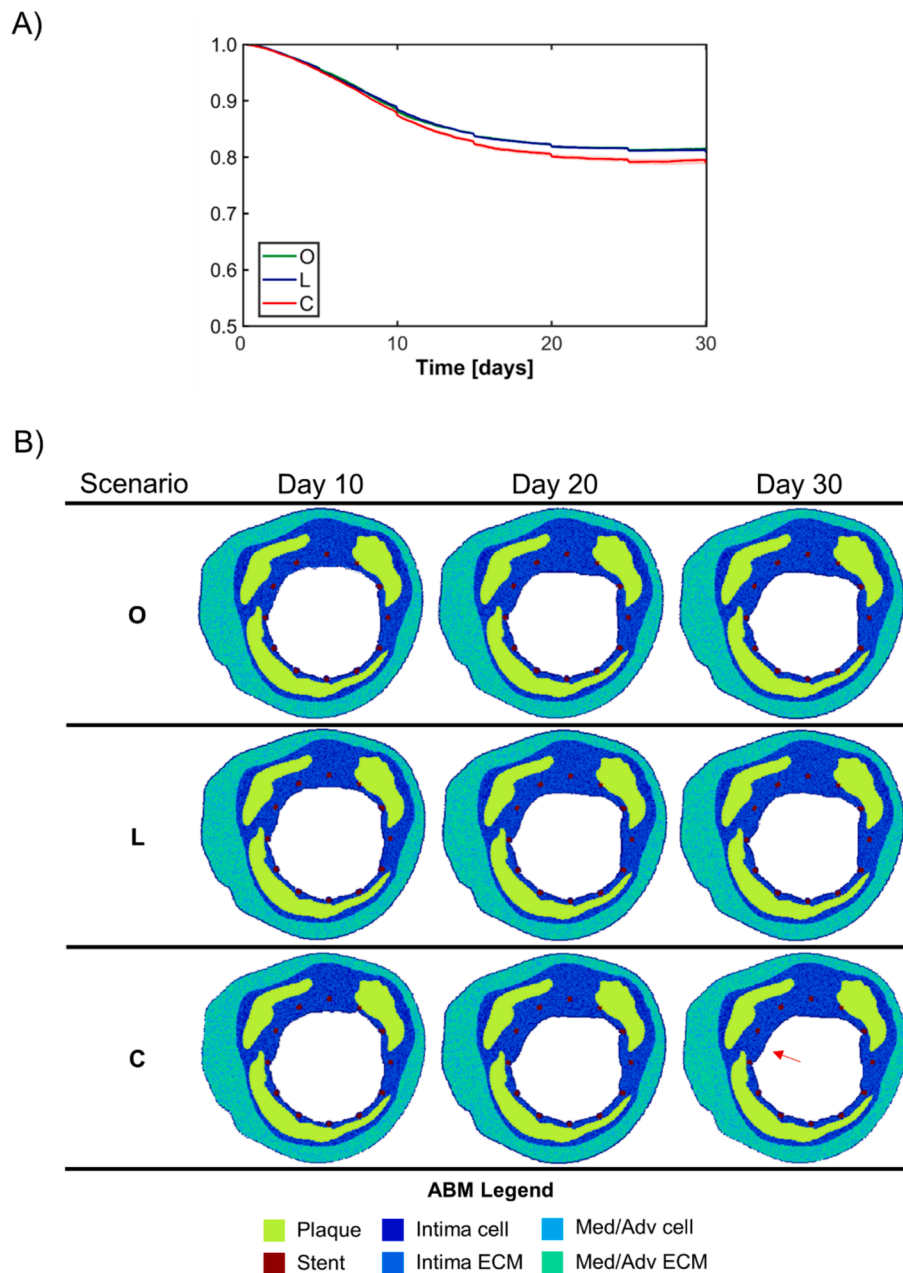 A)
1.0
0.9
0.8
0.7
0.6
0.5
O
L
C
0 10 20 30
Time [days]
B)
Scenario Day 10 Day 20 Day 30
O
L
C
ABM Legend
Plaque Intima cell Med/Adv cell
Stent Intima ECM Med/Adv ECM